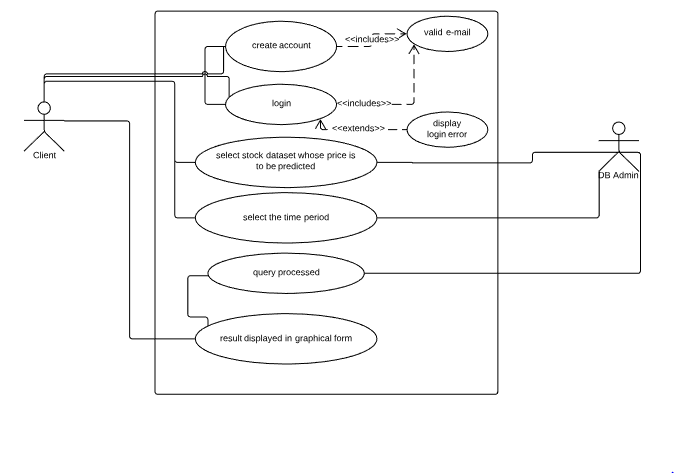 create account
<<includes>>
valid e-mail
login
<<includes>>
<<extends>>
display
login error
Client
select stock dataset whose price is
to be predicted
DB Admin
select the time period
query processed
result displayed in graphical form